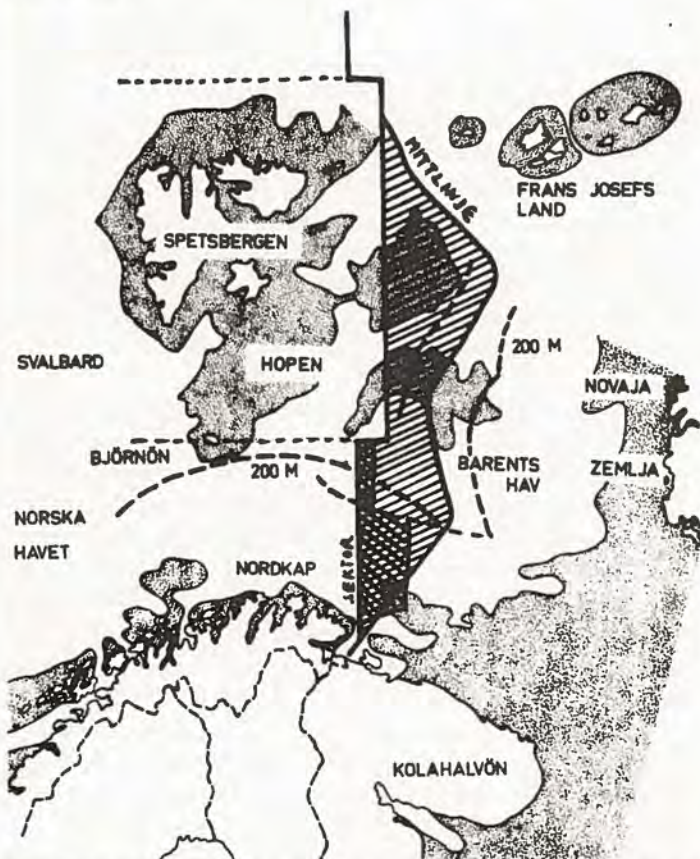 MITTLINJE
FRANS JOSEFS
LAND
SPETSBERGEN
200 M
SVALBARD
HOPEN
NOVAJA
BJÖRNÖN
200 M
BARENTS
HAV
ZEMLJA
NORSKA
HAVET
NORDKAP
SEKTOR
KOLAHALVÖN